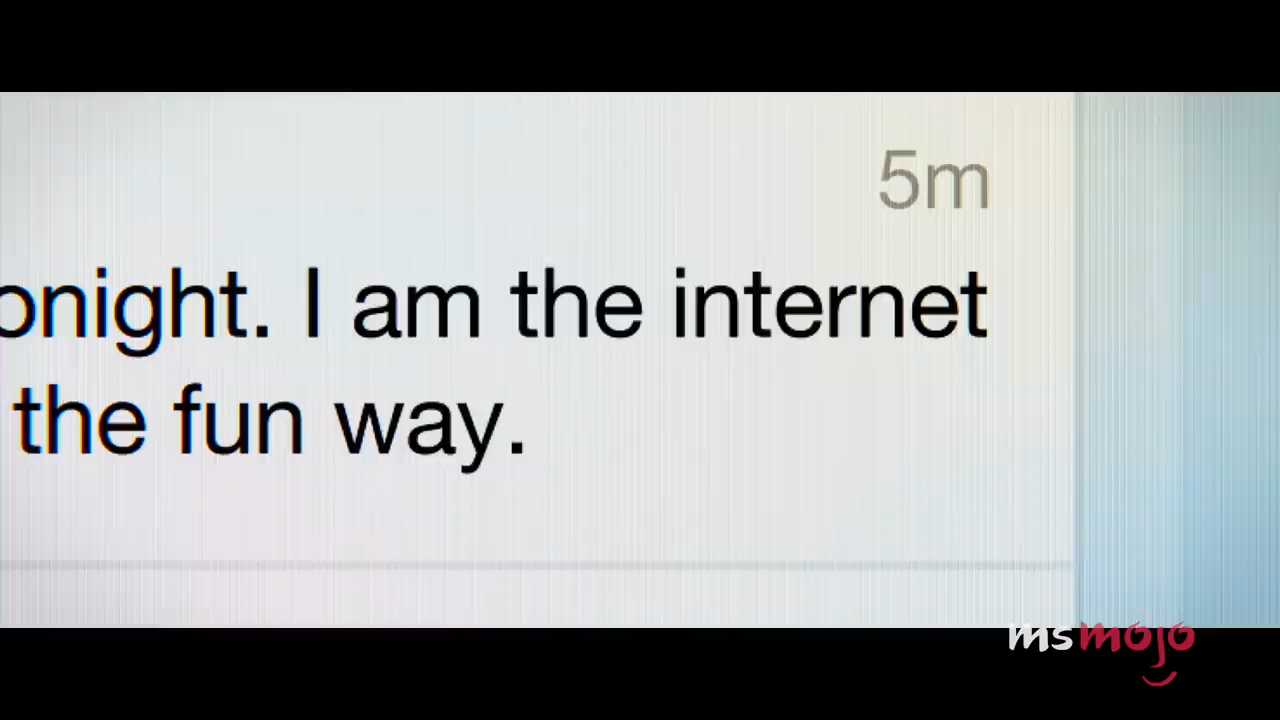 5m
onight. I am the internet
the fun way.
msmojo